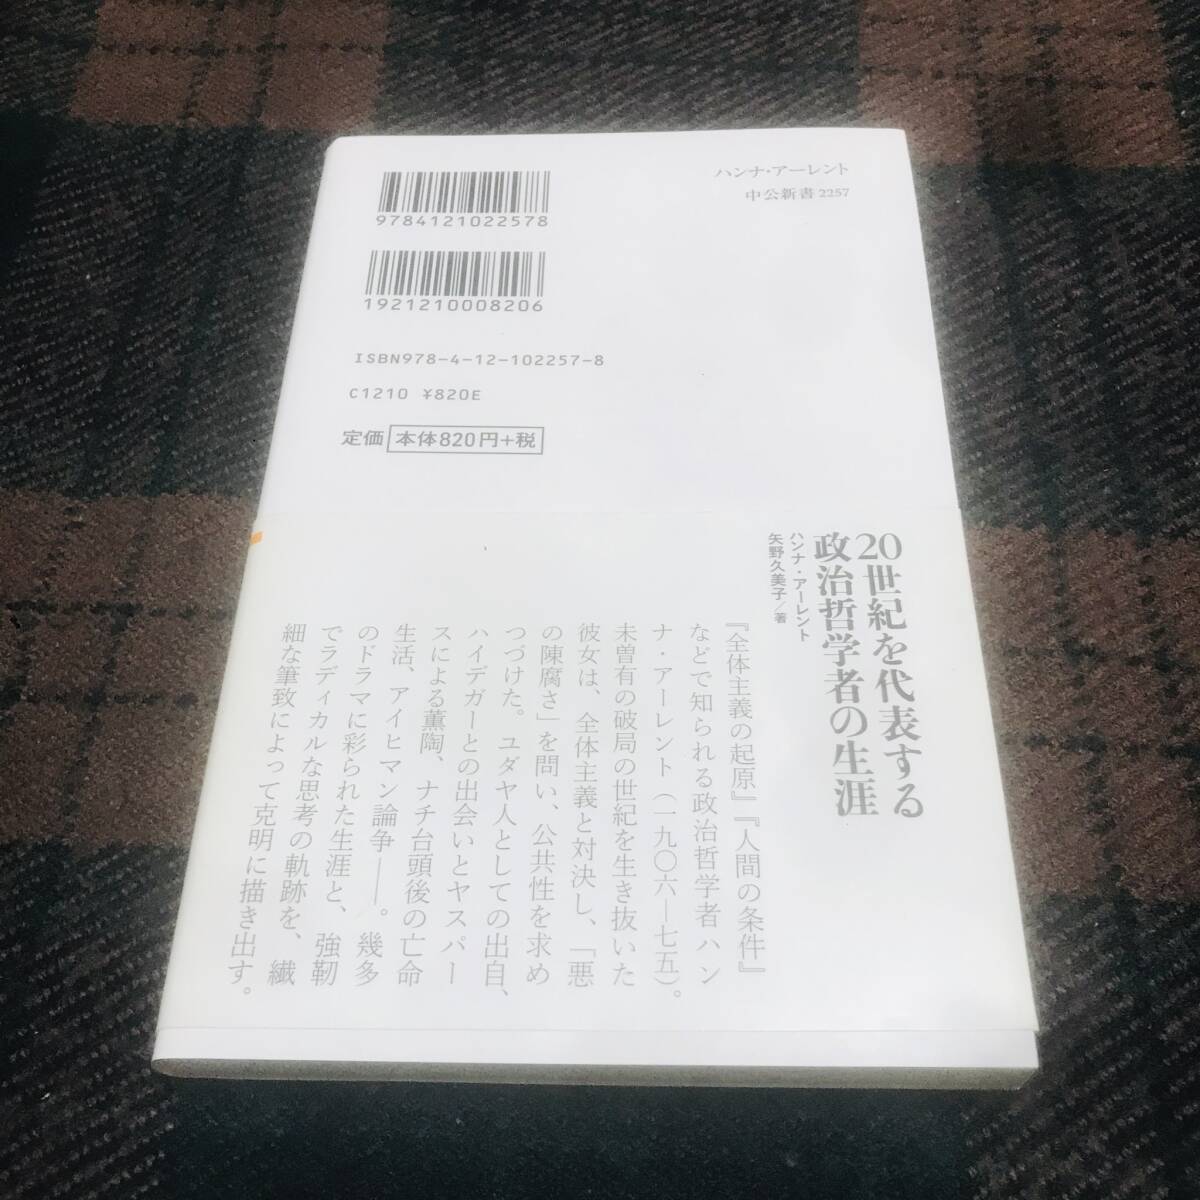 9784121022578
1921210008206
ISBN978-4-12-102257-8
C1210 ¥820E
定価 本体820円+税
ハンナ・アーレント
中公新書 2257
20世紀を代表する
政治哲学者の生涯
ハンナ・アーレント
矢野久美子/著
『全体主義の起原』『人間の条件』
などで知られる政治哲学者ハン
ナ・アーレント（一九〇六―七五）。
未曽有の破局の世紀を生き抜いた
彼女は、全体主義と対決し、「悪
の陳腐さ」を問い、公共性を求め
つづけた。ユダヤ人としての出自、
ハイデガーとの出会いとヤスパー
スによる薫陶、ナチ台頭後の亡命
生活、アイヒマン論争――。幾多
のドラマに彩られた生涯と、強靭
でラディカルな思考の軌跡を、繊
細な筆致によって克明に描き出す。